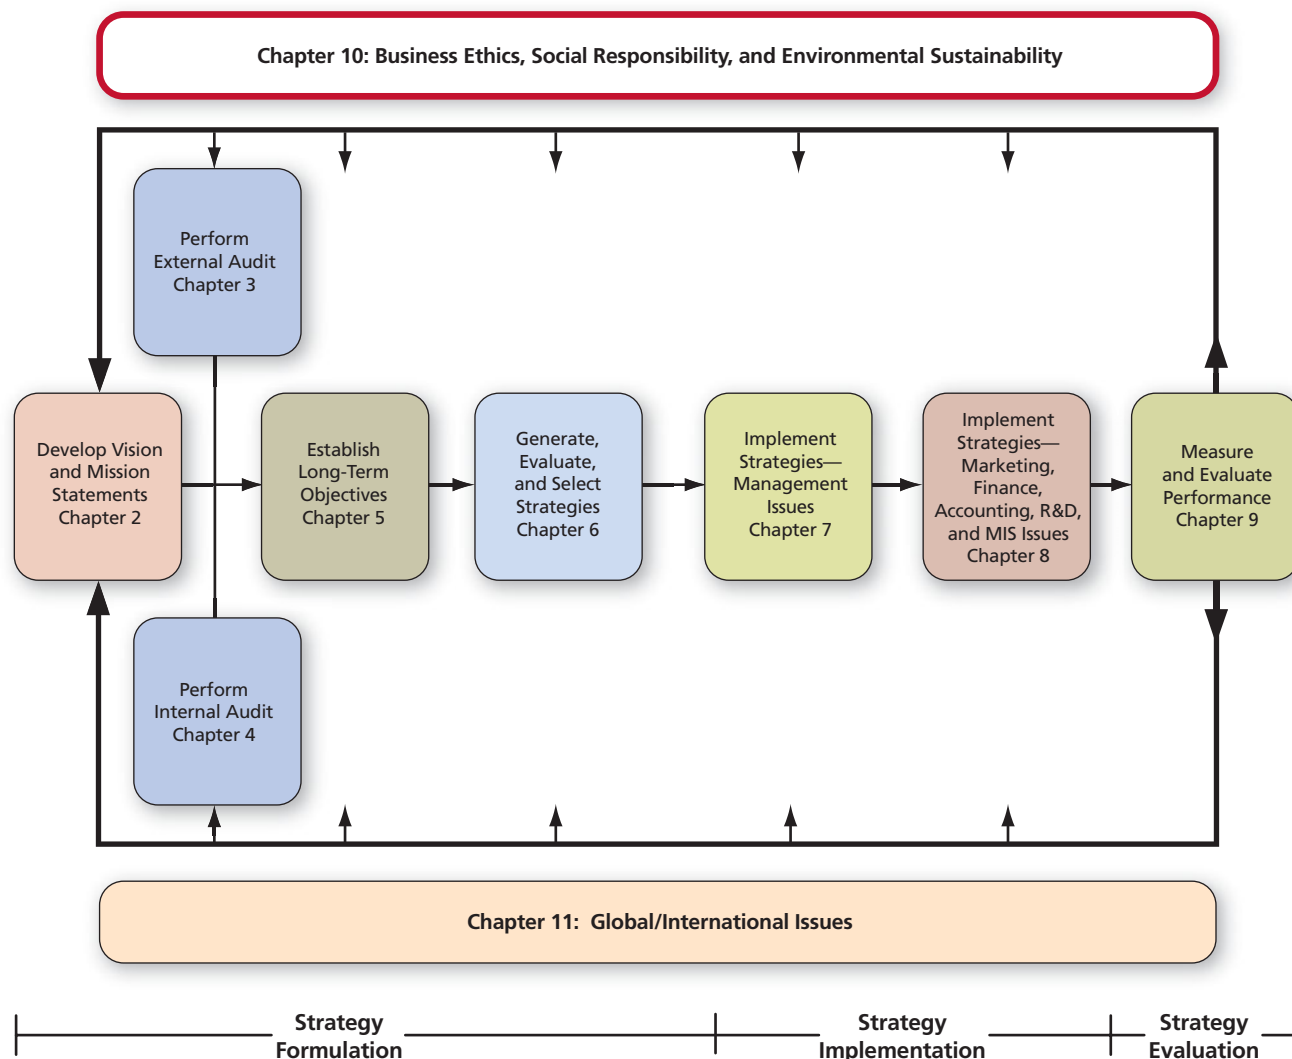 Chapter 10: Business Ethics, Social Responsibility, and Environmental Sustainability
Perform
External Audit
Chapter 3
Develop Vision
and Mission
Statements
Chapter 2
Establish
Long-Term
Objectives
Chapter 5
Generate,
Evaluate,
and Select
Strategies
Chapter 6
Implement
Strategies—
Management
Issues
Chapter 7
Implement
Strategies—
Marketing,
Finance,
Accounting, R&D,
and MIS Issues
Chapter 8
Measure
and Evaluate
Performance
Chapter 9
Perform
Internal Audit
Chapter 4
Chapter 11: Global/International Issues
Strategy
Formulation
Strategy
Implementation
Strategy
Evaluation